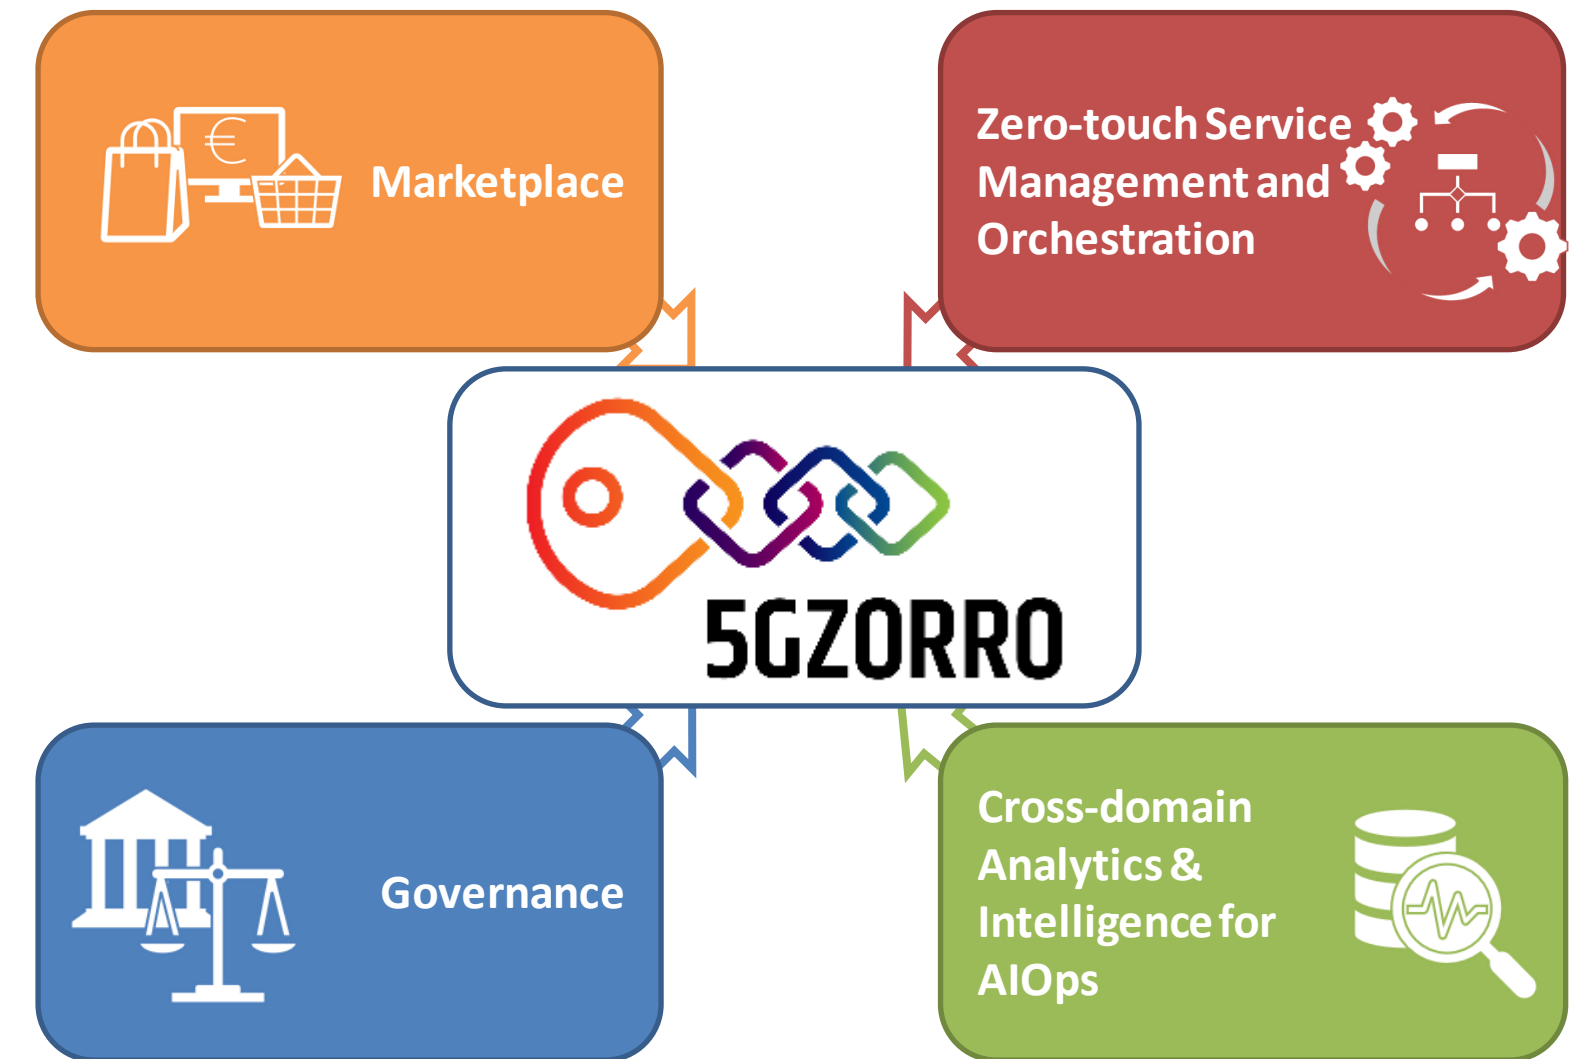 Marketplace
Zero-touch Service
Management and
Orchestration
€
5GZORRO
Governance
Cross-domain
Analytics &
Intelligence for
AIOps